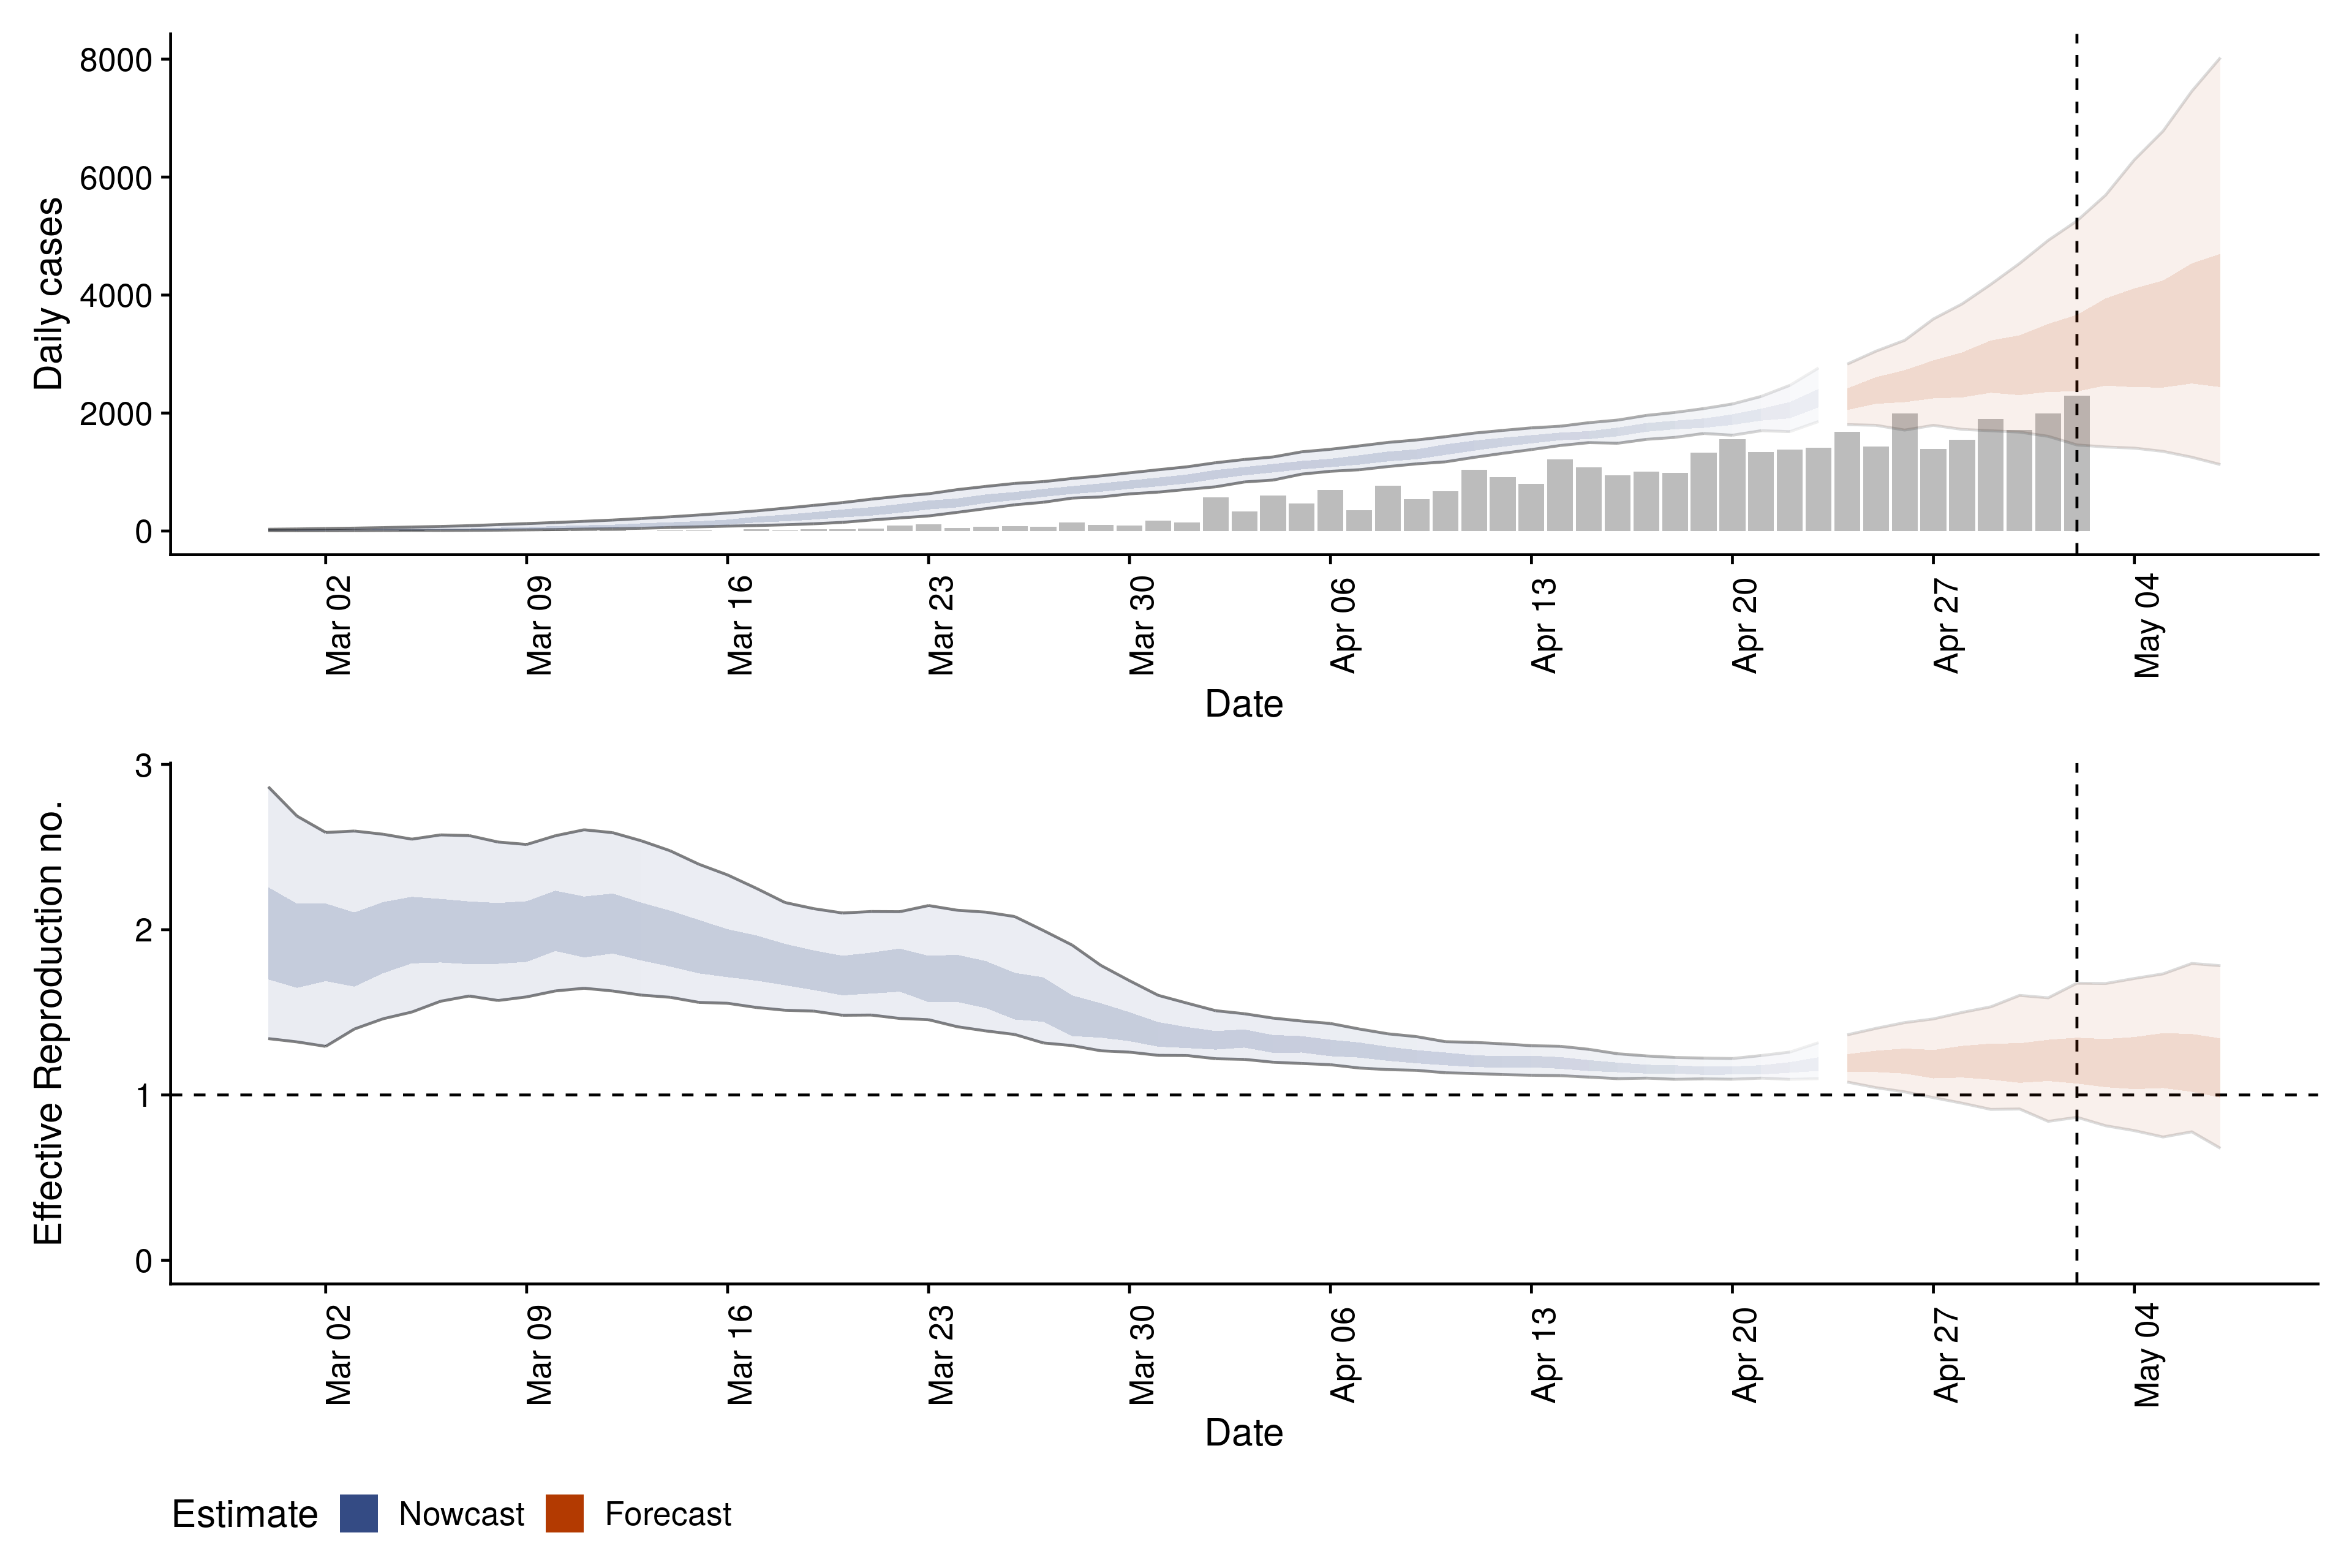 8000
6000
4000
2000
0
Daily cases
Mar 02 Mar 09 Mar 16 Mar 23 Mar 30 Apr 06 Apr 13 Apr 20 Apr 27 May 04
Date
3
2
1
0
Effective Reproduction no.
Mar 02 Mar 09 Mar 16 Mar 23 Mar 30 Apr 06 Apr 13 Apr 20 Apr 27 May 04
Date
Estimate Nowcast Forecast